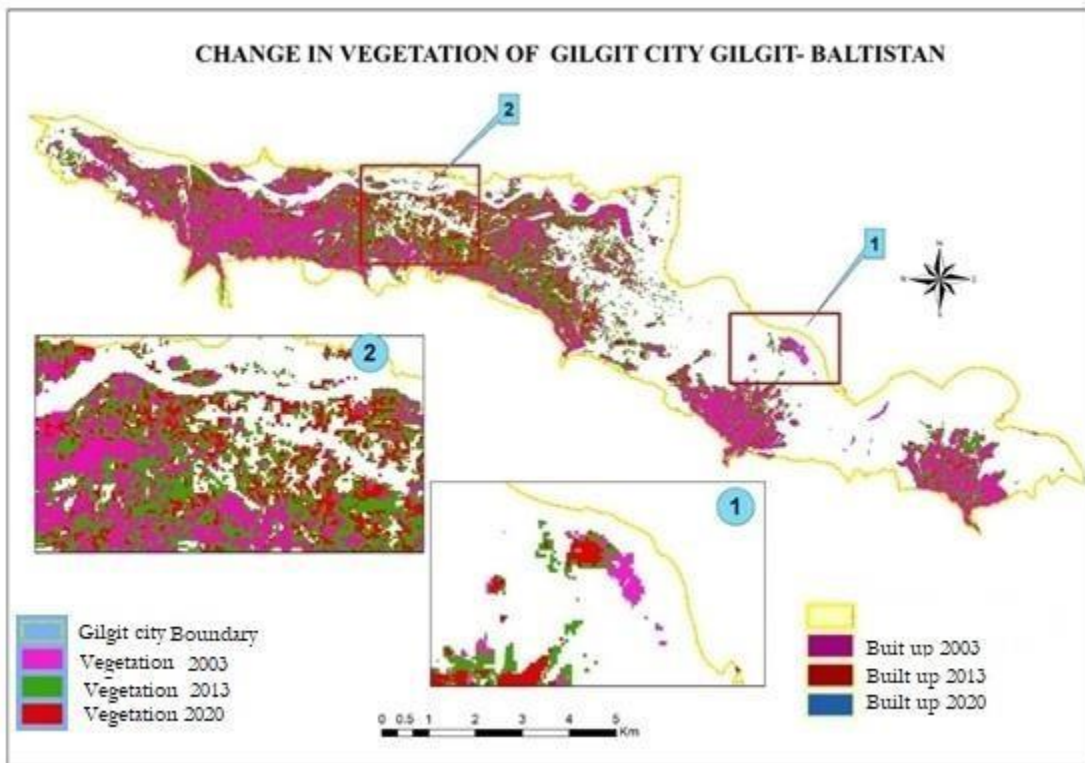 CHANGE IN VEGETATION OF GILGIT CITY GILGIT- BALTISTAN
2
1
2
1
Gilgit city Boundary
Vegetation 2003
Vegetation 2013
Vegetation 2020
Buit up 2003
Built up 2013
Built up 2020
0 0.5 1 2 3 4 5
Km